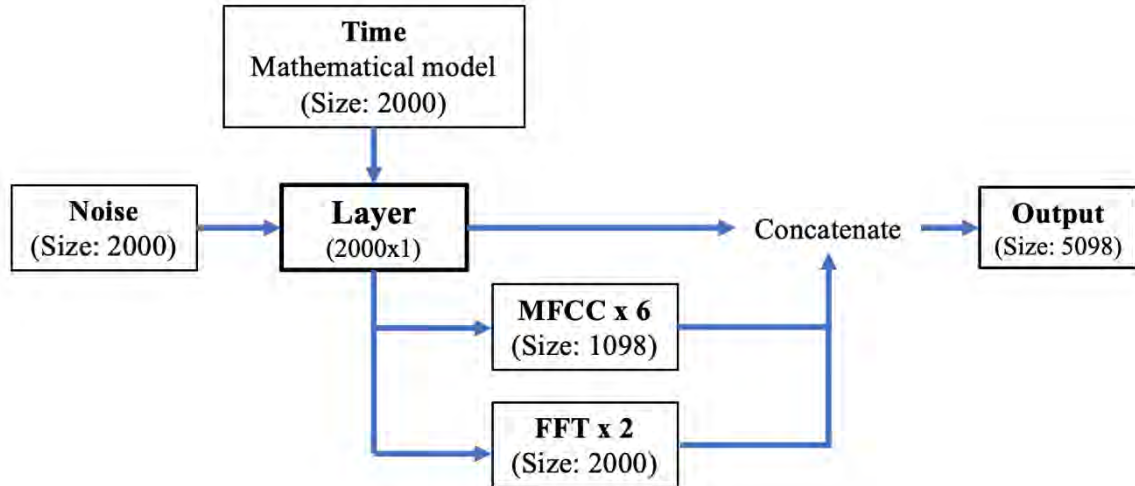 Time
Mathematical model
(Size: 2000)
Noise
(Size: 2000)
Layer
(2000x1)
Concatenate
Output
(Size: 5098)
MFCC x 6
(Size: 1098)
FFT x 2
(Size: 2000)